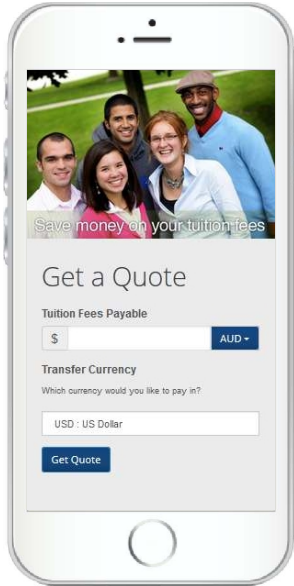 Save money on your tuition fees
Get a Quote
Tuition Fees Payable
$ AUD
Transfer Currency
Which currency would you like to pay in?
USD : US Dollar
Get Quote